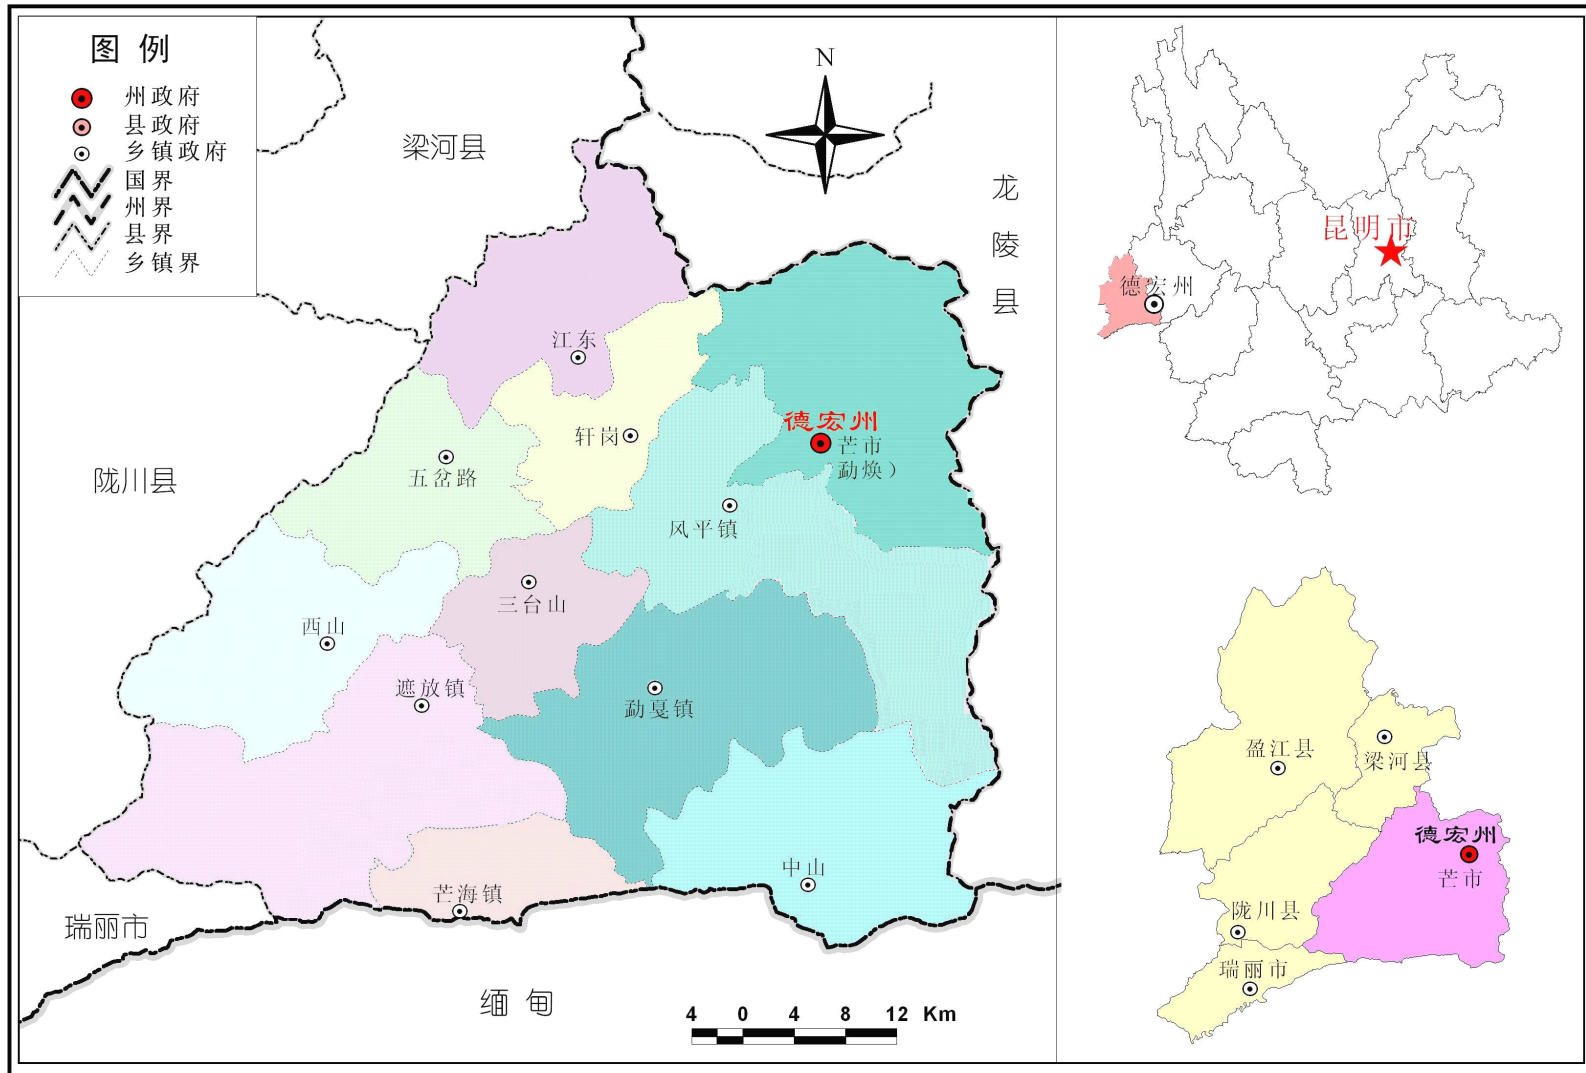 图例
州政府
县政府
乡镇政府
国界
州界
县界
乡镇界
梁河县
N
龙
陵
县
江东
德宏州
轩岗
芒市
勐焕）
五岔路
陇川县
风平镇
三台山
西山
遮放镇
勐戛镇
中山
芒海镇
瑞丽市
缅甸
4 0 4 8 12 Km
昆明市
德宏州
盈江县
梁河县
德宏州
芒市
陇川县
瑞丽市